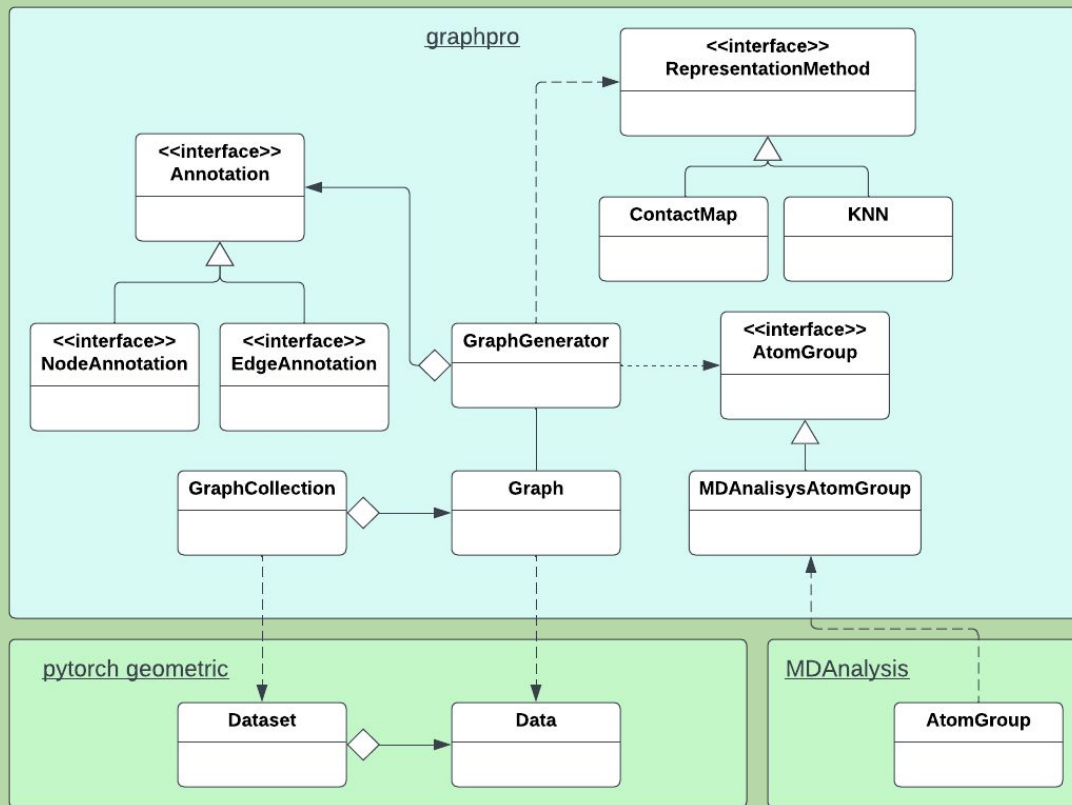 graphpro
<<interface>>
RepresentationMethod
<<interface>>
Annotation
ContactMap
KNN
<<interface>>
NodeAnnotation
<<interface>>
EdgeAnnotation
GraphGenerator
<<interface>>
AtomGroup
GraphCollection
Graph
MDAnalisysAtomGroup
pytorch geometric
MDAnalysis
Dataset
Data
AtomGroup